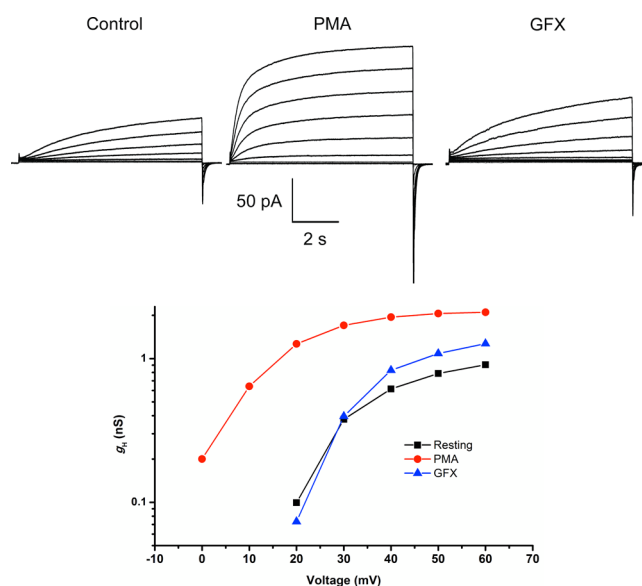 Control PMA GFX
50 pA
2 s
1
0.1
g_H (nS)
Resting
PMA
GFX
-10 0 10 20 30 40 50 60 70
Voltage (mV)